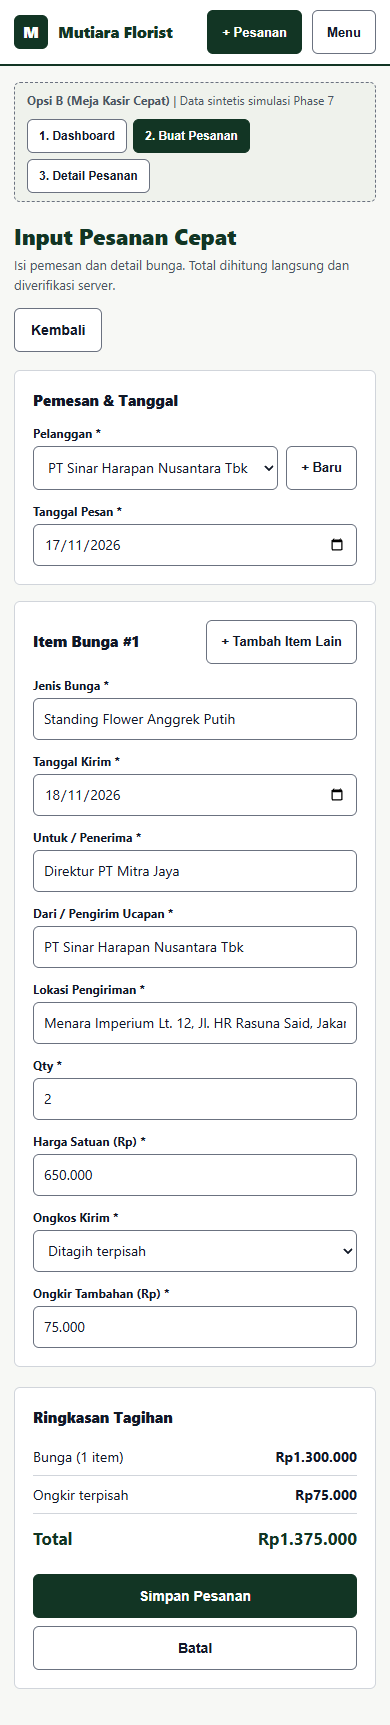 M Mutiara Florist + Pesanan Menu
Opsi B (Meja Kasir Cepat) | Data sintetis simulasi Phase 7
1. Dashboard 2. Buat Pesanan
3. Detail Pesanan
Input Pesanan Cepat
Isi pemesan dan detail bunga. Total dihitung langsung dan
diverifikasi server.
Kembali
Pemesan & Tanggal
Pelanggan *
PT Sinar Harapan Nusantara Tbk + Baru
Tanggal Pesan *
17/11/2026
Item Bunga #1 + Tambah Item Lain
Jenis Bunga *
Standing Flower Anggrek Putih
Tanggal Kirim *
18/11/2026
Untuk / Penerima *
Direktur PT Mitra Jaya
Dari / Pengirim Ucapan *
PT Sinar Harapan Nusantara Tbk
Lokasi Pengiriman *
Menara Imperium Lt. 12, Jl. HR Rasuna Said, Jakar
Qty *
2
Harga Satuan (Rp) *
650.000
Ongkos Kirim *
Ditagih terpisah
Ongkir Tambahan (Rp) *
75.000
Ringkasan Tagihan
Bunga (1 item) Rp1.300.000
Ongkir terpisah Rp75.000
Total Rp1.375.000
Simpan Pesanan
Batal